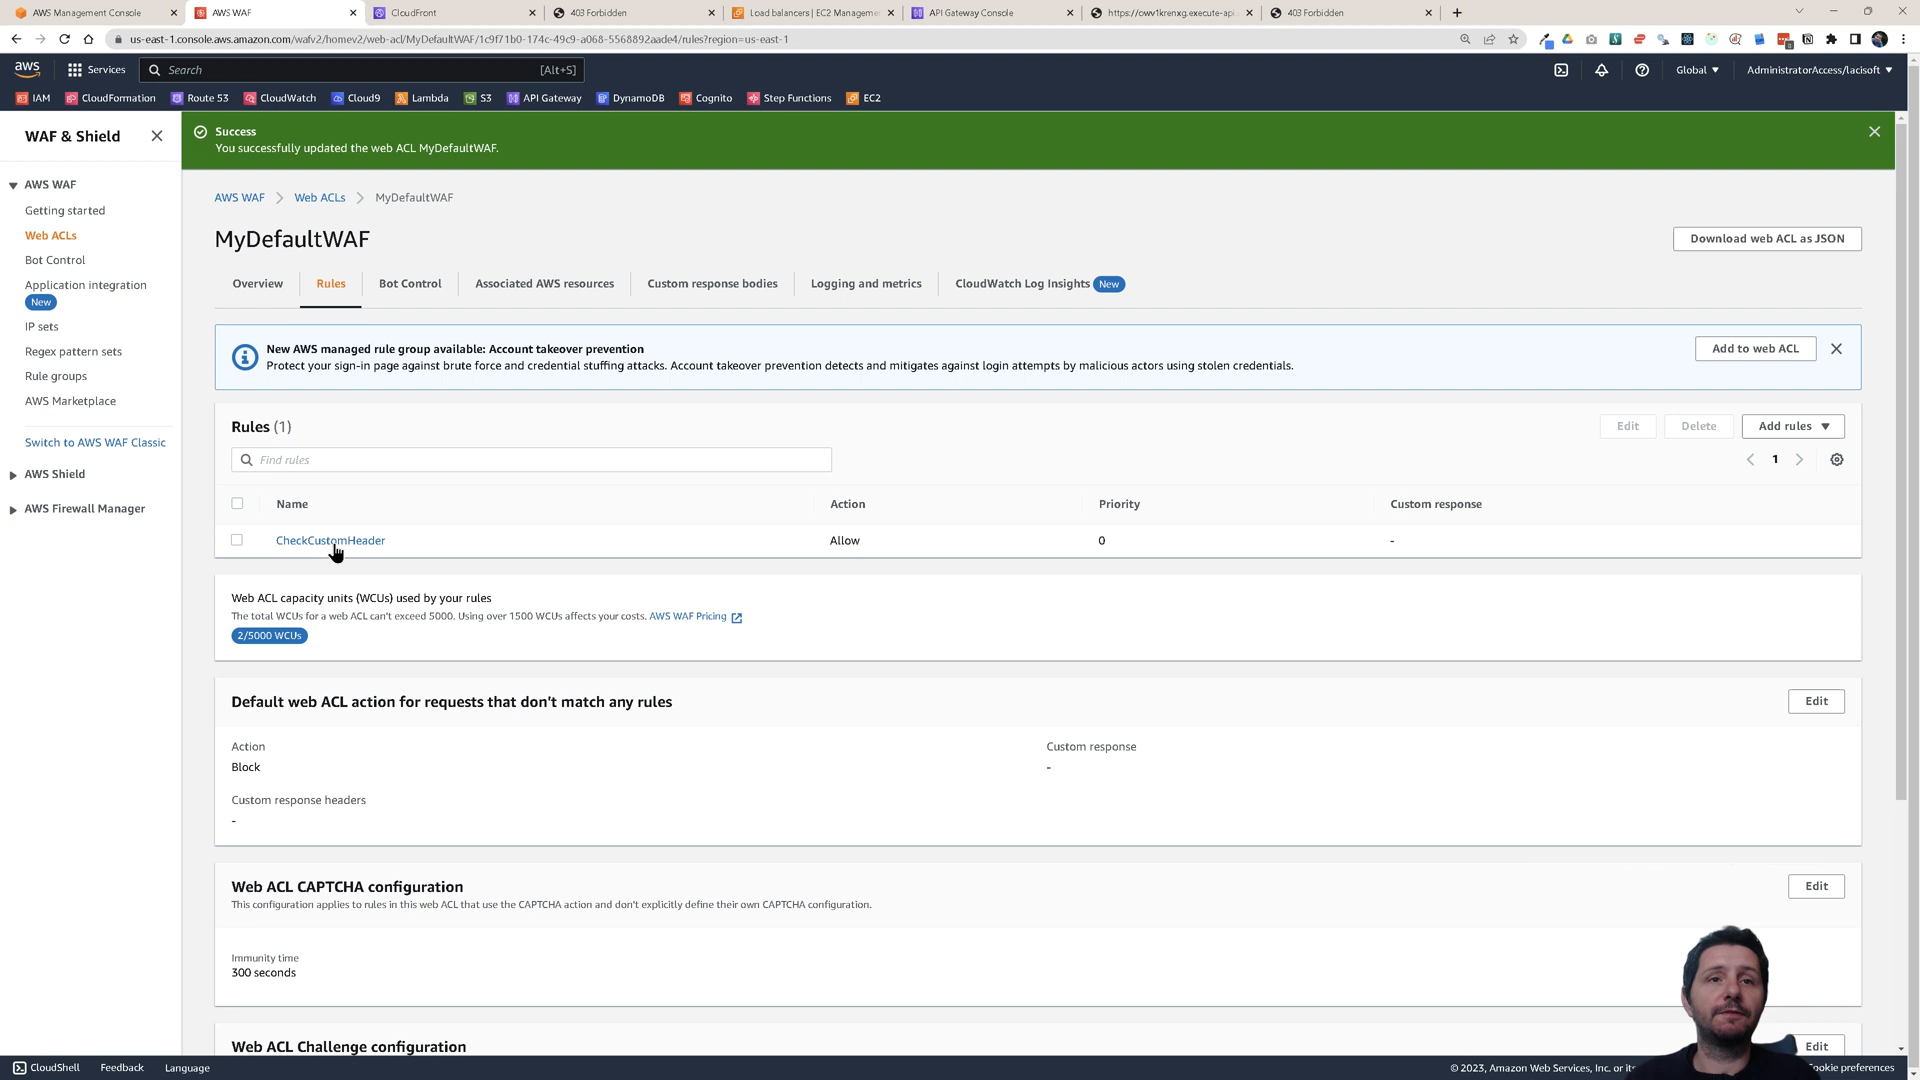 AWS Management Console
AWS WAF
CloudFront
403 Forbidden
Load balancers | EC2 Manageme
API Gateway Console
https://owv1krenxg.execute-api.
403 Forbidden
us-east-1.console.aws.amazon.com/wafv2/homev2/web-acl/MyDefaultWAF/1c9f71b0-174c-49c9-a068-5568892aade4/rules?region=us-east-1
aws
Services
Search
[Alt+S]
Global
AdministratorAccess/lacisoft
IAM
CloudFormation
Route 53
CloudWatch
Cloud9
Lambda
S3
API Gateway
DynamoDB
Cognito
Step Functions
EC2
WAF & Shield
AWS WAF
Getting started
Web ACLs
Bot Control
Application integration
New
IP sets
Regex pattern sets
Rule groups
AWS Marketplace
Switch to AWS WAF Classic
AWS Shield
AWS Firewall Manager
Success
You successfully updated the web ACL MyDefaultWAF.
AWS WAF
Web ACLs
MyDefaultWAF
MyDefaultWAF
Download web ACL as JSON
Overview
Rules
Bot Control
Associated AWS resources
Custom response bodies
Logging and metrics
CloudWatch Log Insights New
New AWS managed rule group available: Account takeover prevention
Protect your sign-in page against brute force and credential stuffing attacks. Account takeover prevention detects and mitigates against login attempts by malicious actors using stolen credentials.
Add to web ACL
Rules (1)
Edit
Delete
Add rules
Find rules
1
Name
Action
Priority
Custom response
CheckCustomHeader
Allow
0
-
Web ACL capacity units (WCUs) used by your rules
The total WCUs for a web ACL can't exceed 5000. Using over 1500 WCUs affects your costs. AWS WAF Pricing
2/5000 WCUs
Default web ACL action for requests that don't match any rules
Edit
Action
Block
Custom response
-
Custom response headers
-
Web ACL CAPTCHA configuration
This configuration applies to rules in this web ACL that use the CAPTCHA action and don't explicitly define their own CAPTCHA configuration.
Edit
Immunity time
300 seconds
Web ACL Challenge configuration
Edit
CloudShell
Feedback
Language
© 2023, Amazon Web Services, Inc. or its
Cookie preferences